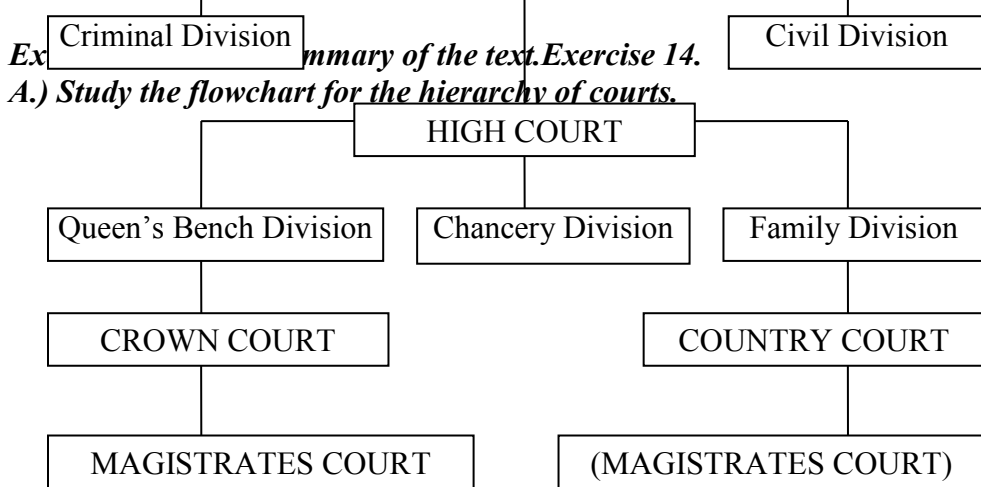 Criminal Division
Civil Division
Ex mmary of the text.Exercise 14.
A.) Study the flowchart for the hierarchy of courts.
HIGH COURT
Queen's Bench Division
Chancery Division
Family Division
CROWN COURT
COUNTRY COURT
MAGISTRATES COURT
(MAGISTRATES COURT)